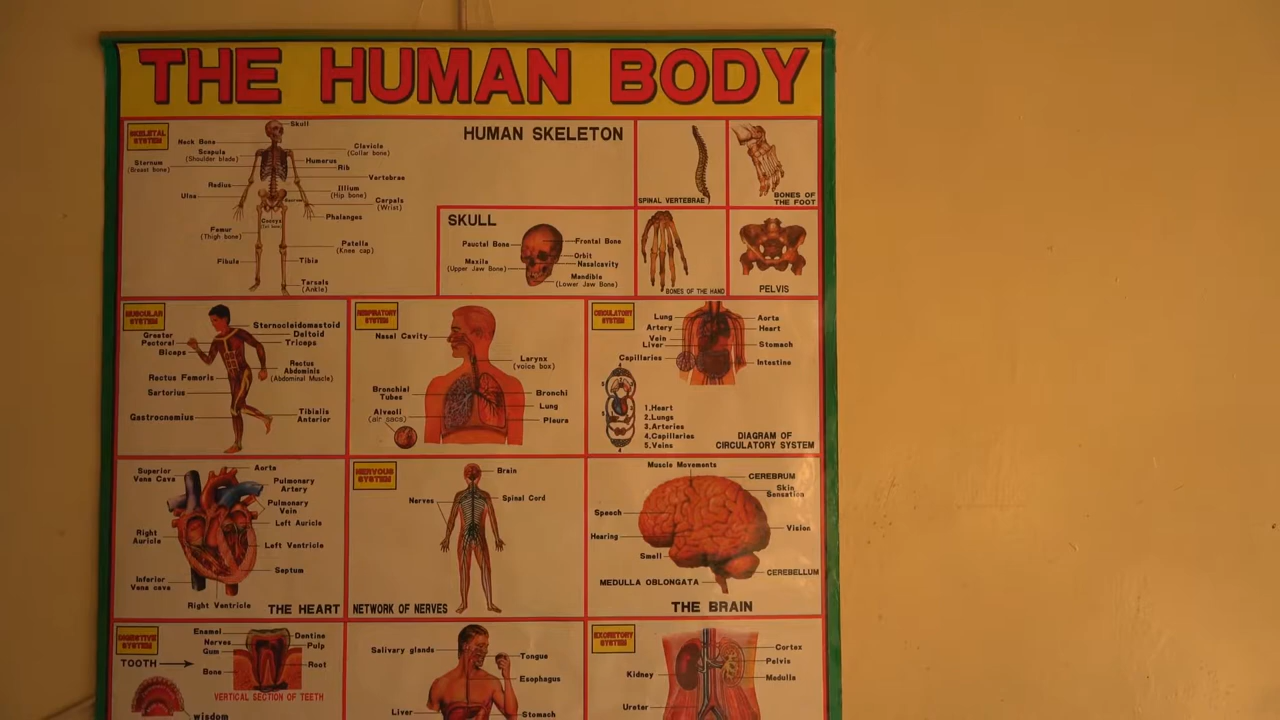 THE HUMAN BODY
SKELETAL
SYSTEM
HUMAN SKELETON
Skull
Neck Bone
Scapula
(Shoulder blade)
Sternum
(Breast bone)
Radius
Ulna
Femur
(Thigh bone)
Fibula
Clavicle
(Collar bone)
Humerus
Rib
Vertabrae
Illium
(Hip bone)
Carpals
(Wrist)
Phalanges
Patella
(Knee cap)
Tibia
Tarsals
(Ankle)
SKULL
Pauctal Bone
Maxila
(Upper Jaw Bone)
Frontal Bone
Orbit
Nasalcavity
Mandible
(Lower Jaw Bone)
SPINAL VERTEBRAE
BONES OF
THE FOOT
BONES OF THE HAND
PELVIS
MUSCULAR
SYSTEM
Greater
Pectoral
Biceps
Rectus Femoris
Sartorius
Gastrocnemius
Sternocleidomastoid
Deltoid
Triceps
Rectus
Abdominis
(Abdominal Muscle)
Tibialis
Anterior
RESPIRATORY
SYSTEM
Nasal Cavity
Bronchial
Tubes
Alveoli
(air sacs)
Larynx
(voice box)
Bronchi
Lung
Pleura
CIRCULATORY
SYSTEM
Lung
Artery
Vein
Liver
Capillaries
Aorta
Heart
Stomach
Intestine
1.Heart
2.Lungs
3.Arteries
4.Capillaries
5.Veins
DIAGRAM OF
CIRCULATORY SYSTEM
Superior
Vena Cava
Right
Auricle
Inferior
Vena cava
Right Ventricle
Aorta
Pulmonary
Artery
Pulmonary
Vein
Left Auricle
Left Ventricle
Septum
THE HEART
NERVOUS
SYSTEM
Nerves
Brain
Spinal Cord
NETWORK OF NERVES
Muscle Movements
CEREBRUM
Skin
Sensation
Speech
Vision
Hearing
Smell
CEREBELLUM
MEDULLA OBLONGATA
THE BRAIN
DIGESTIVE
SYSTEM
TOOTH
Enamel
Nerves
Gum
Bone
Dentine
Pulp
Root
VERTICAL SECTION OF TEETH
wisdom
Salivary glands
Tongue
Esophagus
Liver
Stomach
EXCRETORY
SYSTEM
Kidney
Ureter
Cortex
Pelvis
Medulla